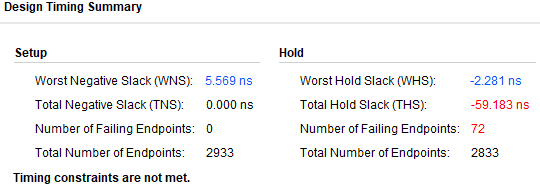 Design Timing Summary
Setup
Worst Negative Slack (WNS): 5.569 ns
Total Negative Slack (TNS): 0.000 ns
Number of Failing Endpoints: 0
Total Number of Endpoints: 2933
Hold
Worst Hold Slack (WHS): -2.281 ns
Total Hold Slack (THS): -59.183 ns
Number of Failing Endpoints: 72
Total Number of Endpoints: 2833
Timing constraints are not met.